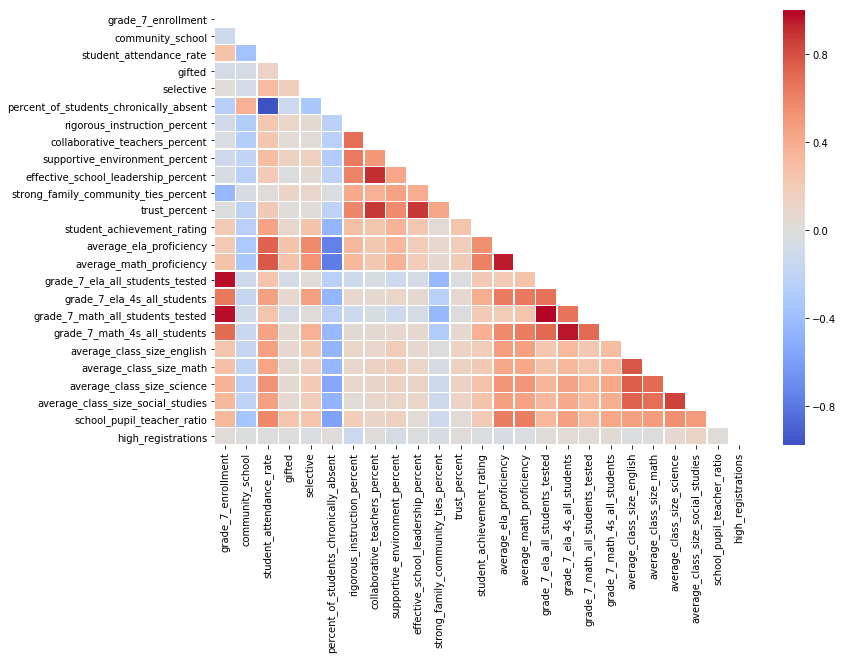 grade_7_enrollment
community_school
student_attendance_rate
gifted
selective
percent_of_students_chronically_absent
rigorous_instruction_percent
collaborative_teachers_percent
supportive_environment_percent
effective_school_leadership_percent
strong_family_community_ties_percent
trust_percent
student_achievement_rating
average_ela_proficiency
average_math_proficiency
grade_7_ela_all_students_tested
grade_7_ela_4s_all_students
grade_7_math_all_students_tested
grade_7_math_4s_all_students
average_class_size_english
average_class_size_math
average_class_size_science
average_class_size_social_studies
school_pupil_teacher_ratio
high_registrations
grade_7_enrollment
community_school
student_attendance_rate
gifted
selective
percent_of_students_chronically_absent
rigorous_instruction_percent
collaborative_teachers_percent
supportive_environment_percent
effective_school_leadership_percent
strong_family_community_ties_percent
trust_percent
student_achievement_rating
average_ela_proficiency
average_math_proficiency
grade_7_ela_all_students_tested
grade_7_ela_4s_all_students
grade_7_math_all_students_tested
grade_7_math_4s_all_students
average_class_size_english
average_class_size_math
average_class_size_science
average_class_size_social_studies
school_pupil_teacher_ratio
high_registrations
0.8
0.4
0.0
−0.4
−0.8